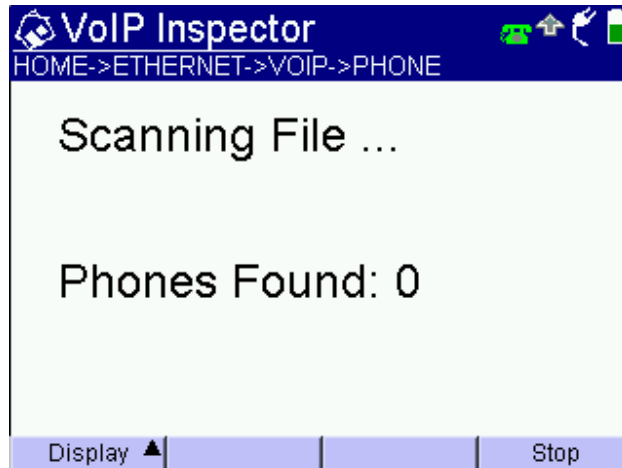 VoIP Inspector
HOME->ETHERNET->VOIP->PHONE
Scanning File ...
Phones Found: 0
Display ▲
Stop